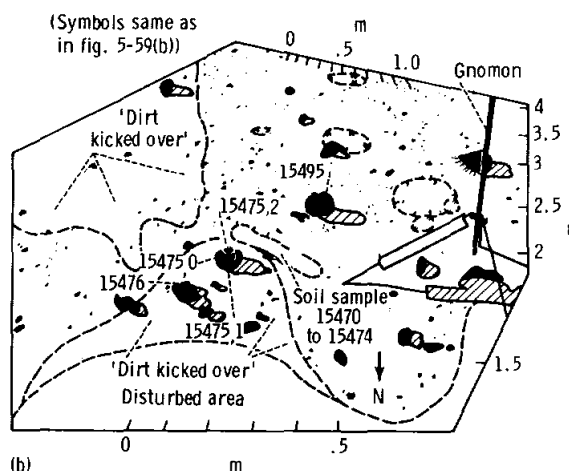 (Symbols same as
in fig. 5-59(b))
m
0 .5 1.0
Gnomon
4
3.5
3
2.5
2
1.5
'Dirt
kicked over'
15495
15475,2
15475 0
15476
15475 1
Soil sample
15470
to 15474
'Dirt kicked over'
Disturbed area
N
(b)
0 .5
m